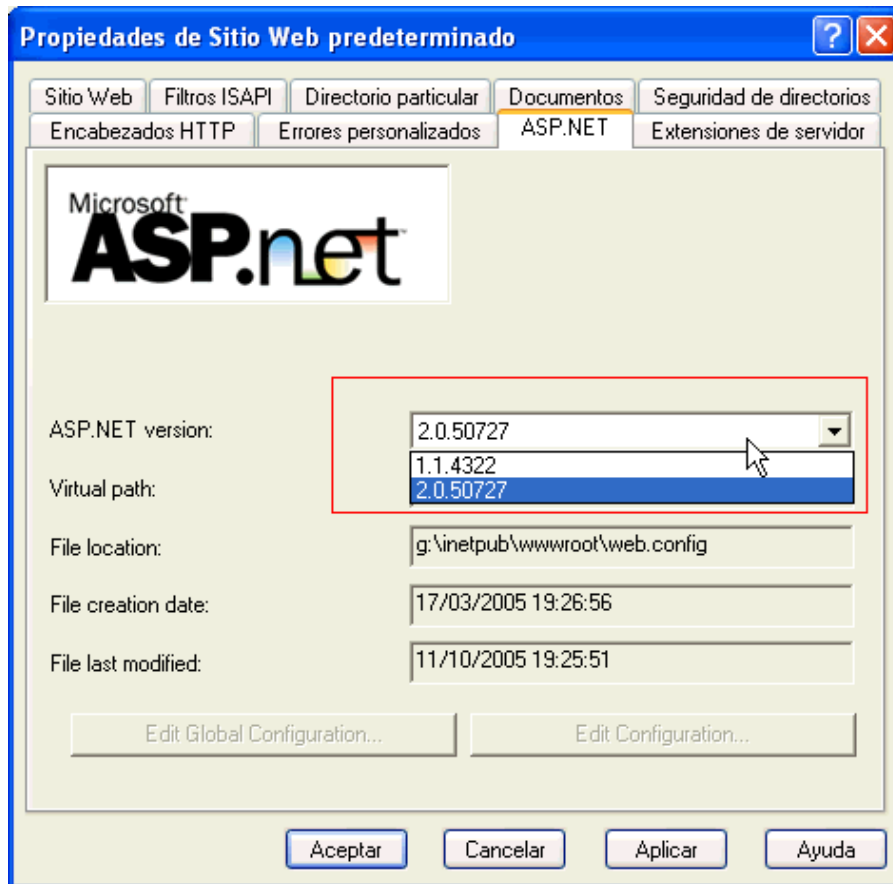 Propiedades de Sitio Web predeterminado
Sitio Web Filtros ISAPI Directorio particular Documentos Seguridad de directorios
Encabezados HTTP Errores personalizados ASP.NET Extensiones de servidor
Microsoft
ASP.net
ASP.NET version: 2.0.50727
1.1.4322
Virtual path: 2.0.50727
File location: g:\inetpub\wwwroot\web.config
File creation date: 17/03/2005 19:26:56
File last modified: 11/10/2005 19:25:51
Edit Global Configuration... Edit Configuration...
Aceptar Cancelar Aplicar Ayuda